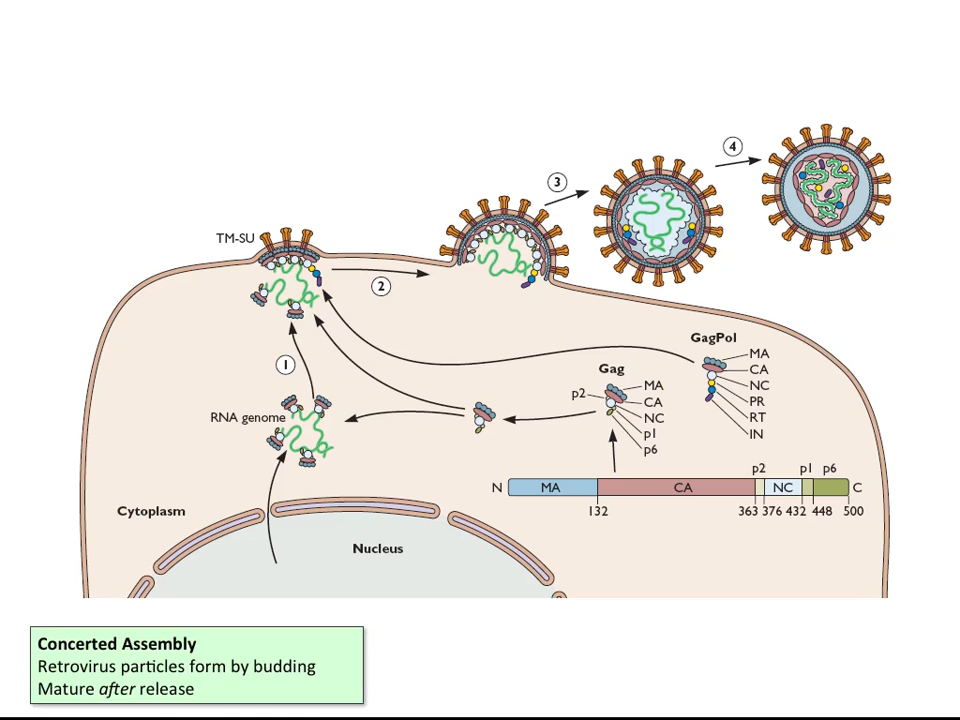 4
3
TM-SU
2
GagPol
MA
CA
NC
PR
RT
IN
Gag
p2
MA
CA
NC
p1
p6
1
RNA genome
p2 p1 p6
N MA CA NC C
132 363 376 432 448 500
Cytoplasm
Nucleus
Concerted Assembly
Retrovirus particles form by budding
Mature after release